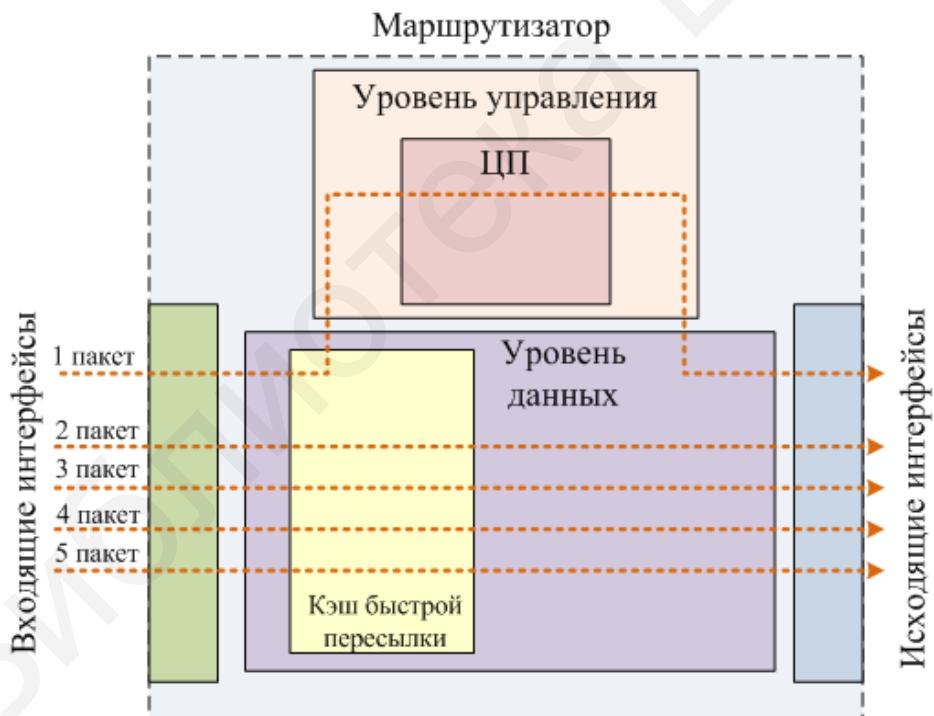 Маршрутизатор
Уровень управления
ЦП
Входящие интерфейсы
1 пакет
2 пакет
3 пакет
4 пакет
5 пакет
Уровень
данных
Кэш быстрой
пересылки
Исходящие интерфейсы
Библиотека